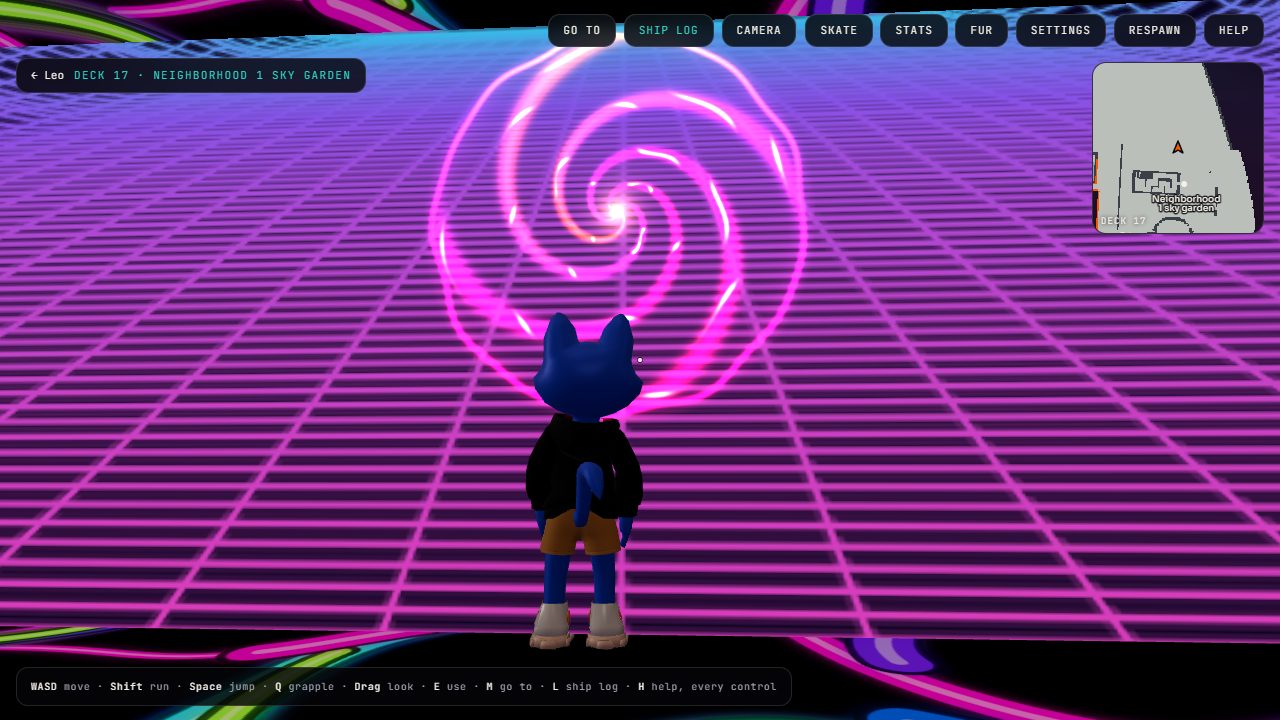 GO TO
SHIP LOG
CAMERA
SKATE
STATS
FUR
SETTINGS
RESPAWN
HELP
← Leo DECK 17 · NEIGHBORHOOD 1 SKY GARDEN
Neighborhood
1 sky garden
DECK 17
WASD move · Shift run · Space jump · Q grapple · Drag look · E use · M go to · L ship log · H help, every control